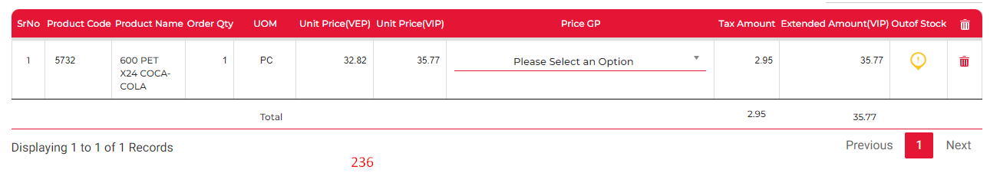 SrNo Product Code Product Name Order Qty UOM Unit Price(VEP) Unit Price(VIP) Price GP Tax Amount Extended Amount(VIP) Outof Stock
1 5732 600 PET 1 PC 32.82 35.77 Please Select an Option 2.95 35.77
X24 COCA-
COLA
Total 2.95 35.77
Displaying 1 to 1 of 1 Records Previous 1 Next
236